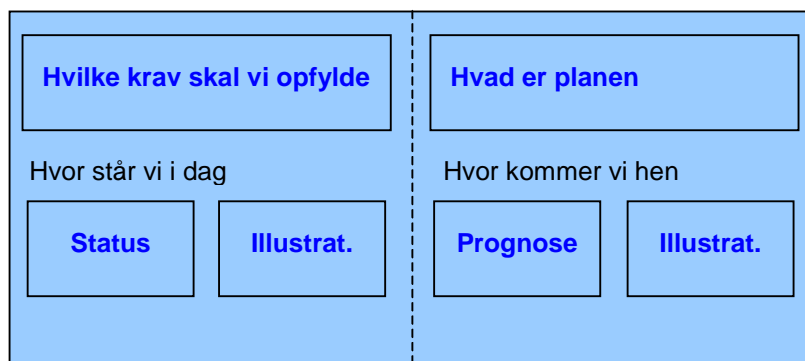 Hvilke krav skal vi opfylde
Hvor står vi i dag
Status
Illustrat.
Hvad er planen
Hvor kommer vi hen
Prognose
Illustrat.